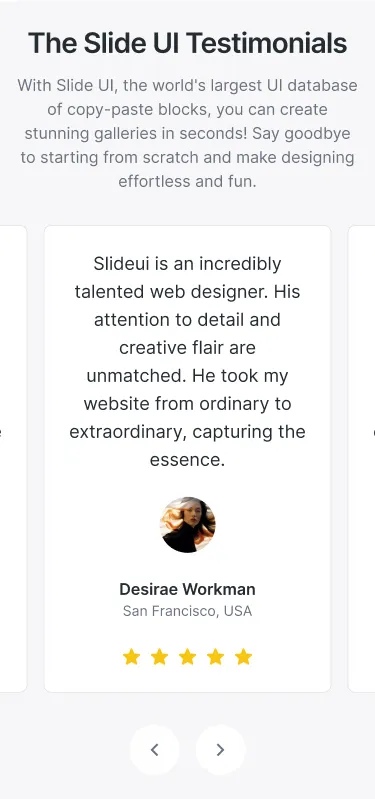 The Slide UI Testimonials
With Slide UI, the world's largest UI database
of copy-paste blocks, you can create
stunning galleries in seconds! Say goodbye
to starting from scratch and make designing
effortless and fun.
Slideui is an incredibly
talented web designer. His
attention to detail and
creative flair are
unmatched. He took my
website from ordinary to
extraordinary, capturing the
essence.
Desirae Workman
San Francisco, USA